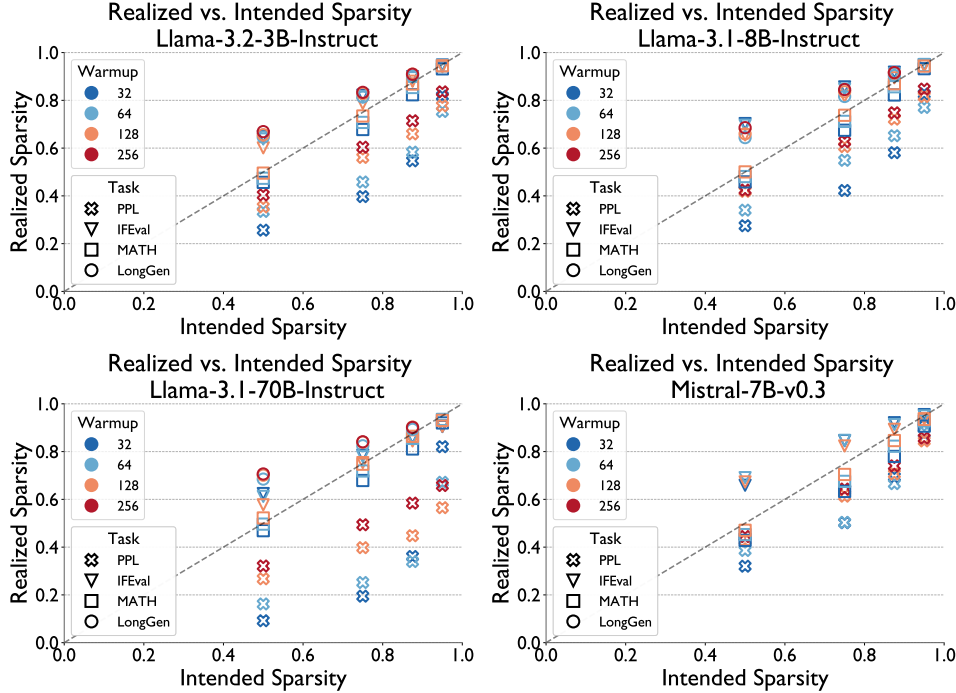 Realized vs. Intended Sparsity
Llama-3.2-3B-Instruct
Realized Sparsity
1.0
0.8
0.6
0.4
0.2
0.0
Warmup
32
64
128
256
Task
PPL
IFEval
MATH
LongGen
0.0 0.2 0.4 0.6 0.8 1.0
Intended Sparsity
Realized vs. Intended Sparsity
Llama-3.1-8B-Instruct
Realized Sparsity
1.0
0.8
0.6
0.4
0.2
0.0
Warmup
32
64
128
256
Task
PPL
IFEval
MATH
LongGen
0.0 0.2 0.4 0.6 0.8 1.0
Intended Sparsity
Realized vs. Intended Sparsity
Llama-3.1-70B-Instruct
Realized Sparsity
1.0
0.8
0.6
0.4
0.2
0.0
Warmup
32
64
128
256
Task
PPL
IFEval
MATH
LongGen
0.0 0.2 0.4 0.6 0.8 1.0
Intended Sparsity
Realized vs. Intended Sparsity
Mistral-7B-v0.3
Realized Sparsity
1.0
0.8
0.6
0.4
0.2
0.0
Warmup
32
64
128
256
Task
PPL
IFEval
MATH
LongGen
0.0 0.2 0.4 0.6 0.8 1.0
Intended Sparsity